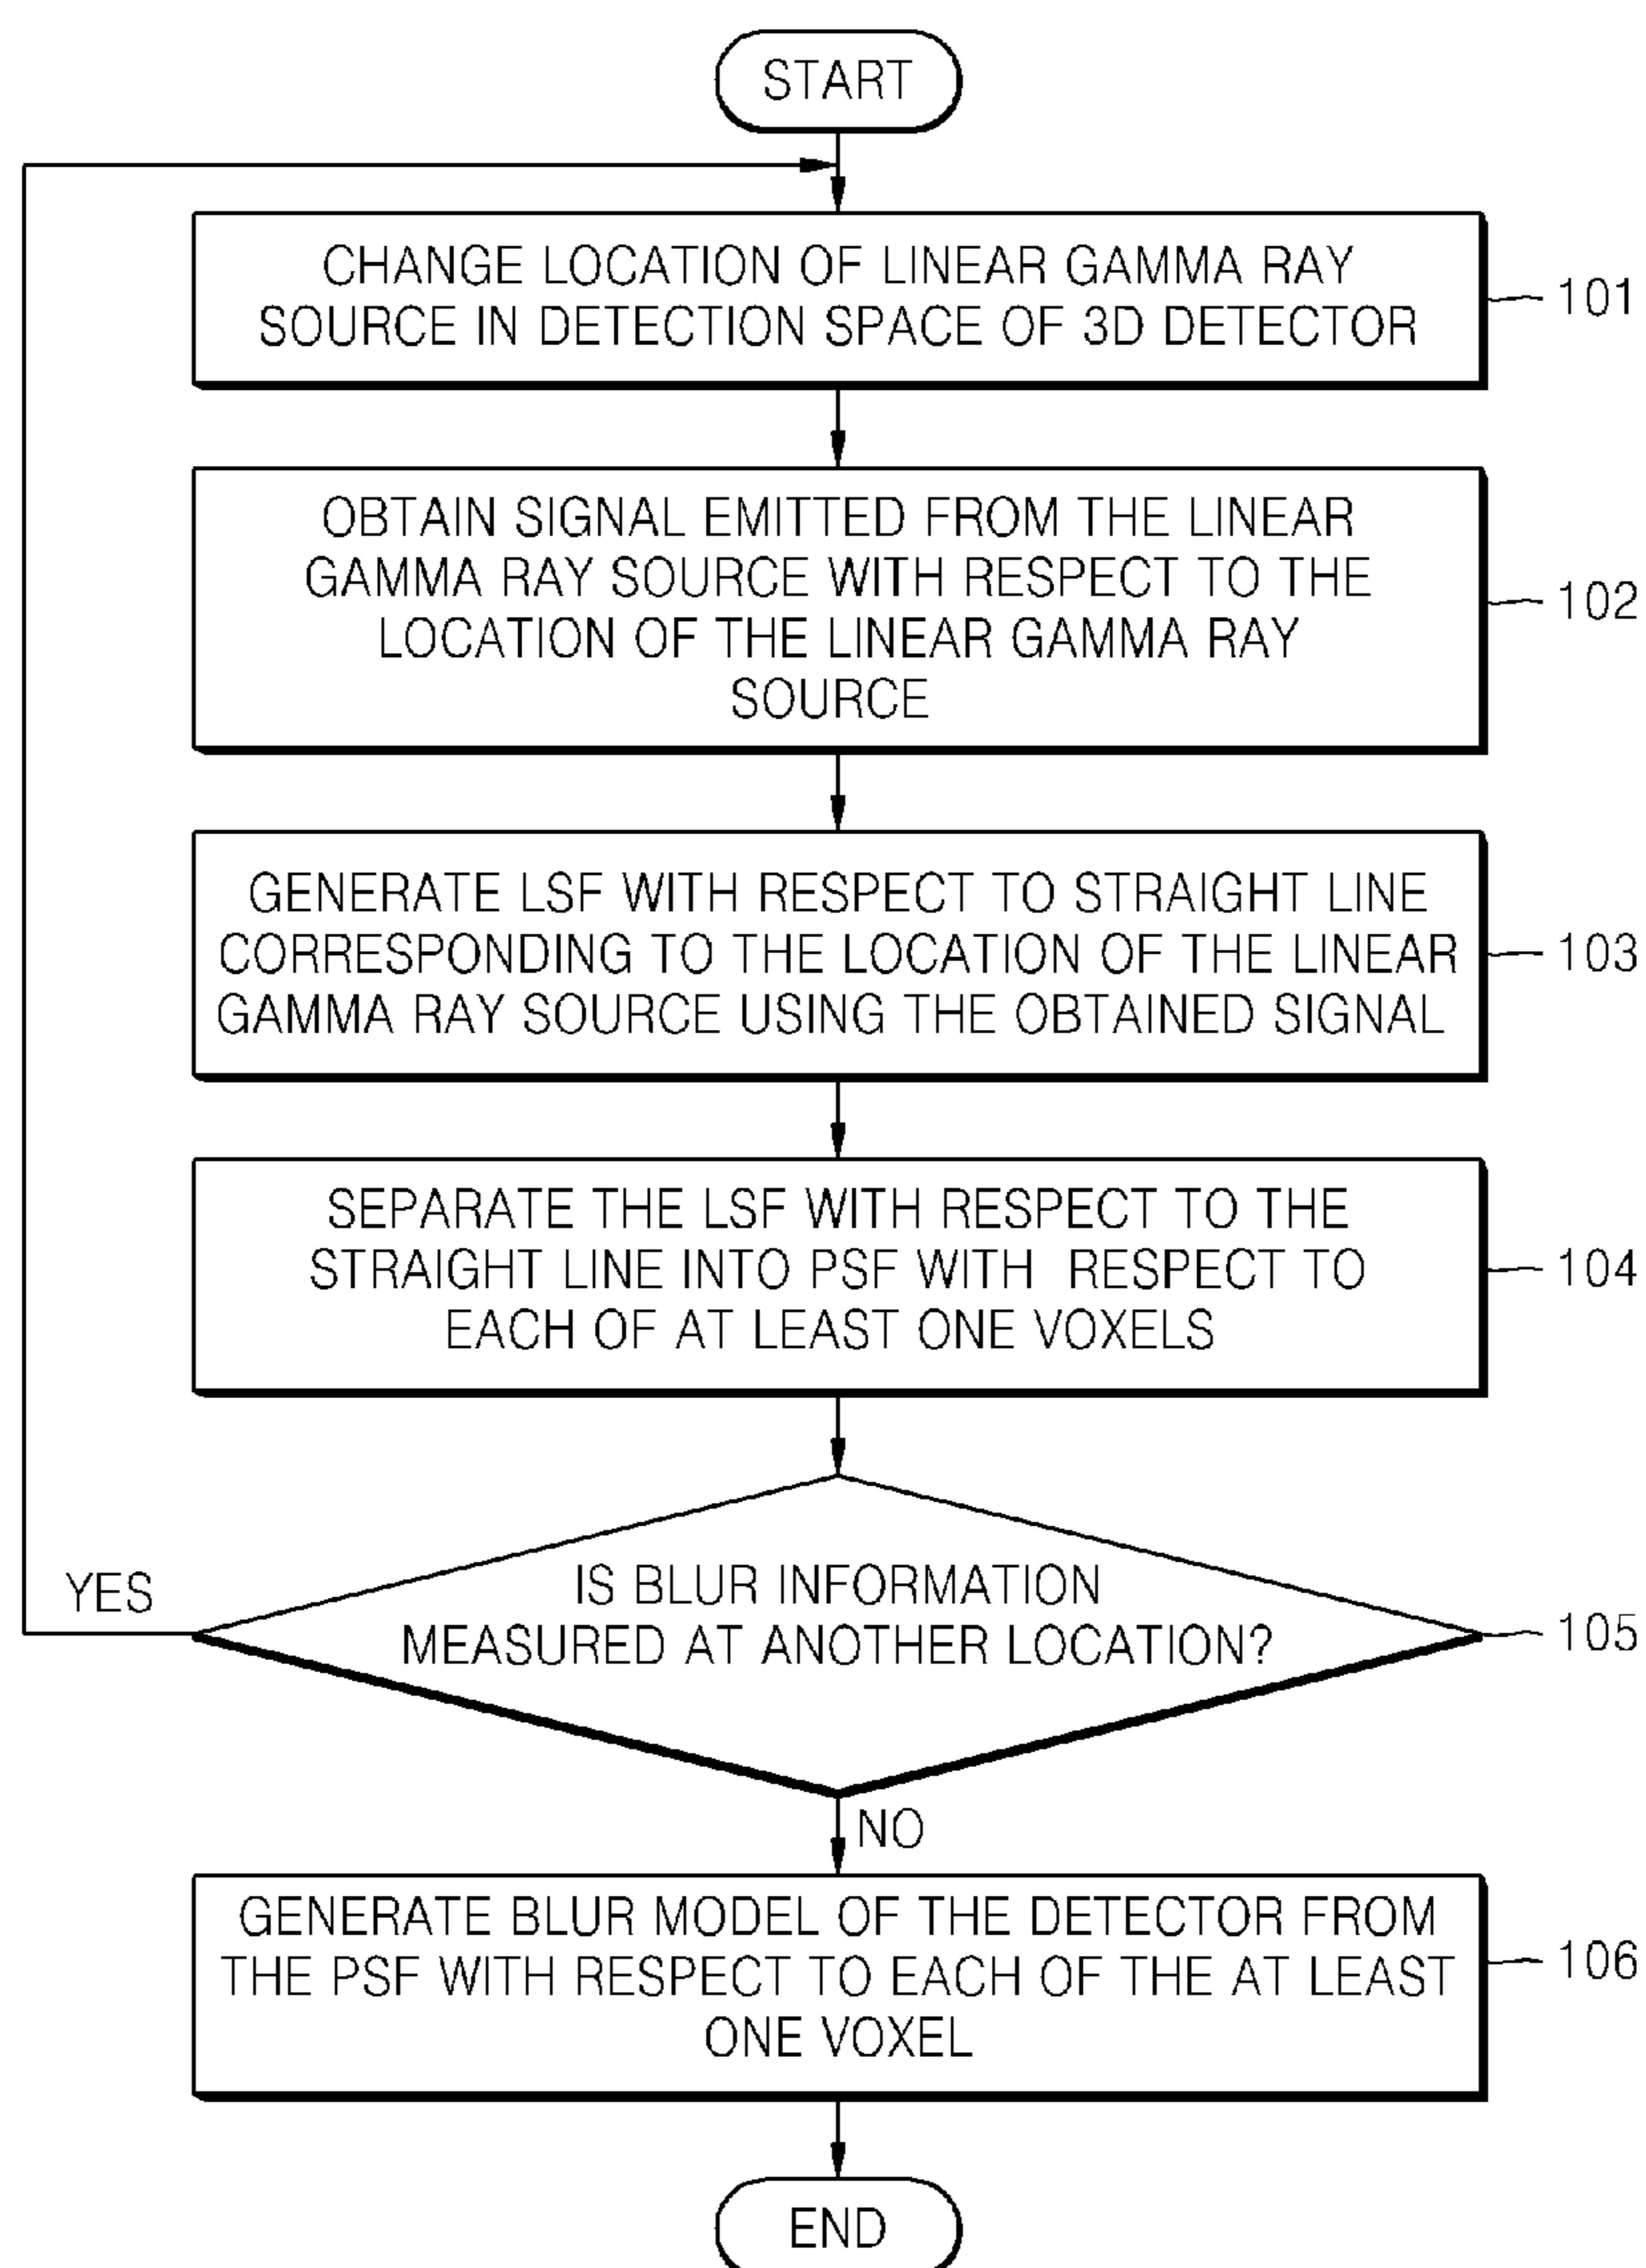 START
CHANGE LOCATION OF LINEAR GAMMA RAY
SOURCE IN DETECTION SPACE OF 3D DETECTOR
101
OBTAIN SIGNAL EMITTED FROM THE LINEAR
GAMMA RAY SOURCE WITH RESPECT TO THE
LOCATION OF THE LINEAR GAMMA RAY
SOURCE
102
GENERATE LSF WITH RESPECT TO STRAIGHT LINE
CORRESPONDING TO THE LOCATION OF THE LINEAR
GAMMA RAY SOURCE USING THE OBTAINED SIGNAL
103
SEPARATE THE LSF WITH RESPECT TO THE
STRAIGHT LINE INTO PSF WITH RESPECT TO
EACH OF AT LEAST ONE VOXELS
104
YES
IS BLUR INFORMATION
MEASURED AT ANOTHER LOCATION?
105
NO
GENERATE BLUR MODEL OF THE DETECTOR FROM
THE PSF WITH RESPECT TO EACH OF THE AT LEAST
ONE VOXEL
106
END